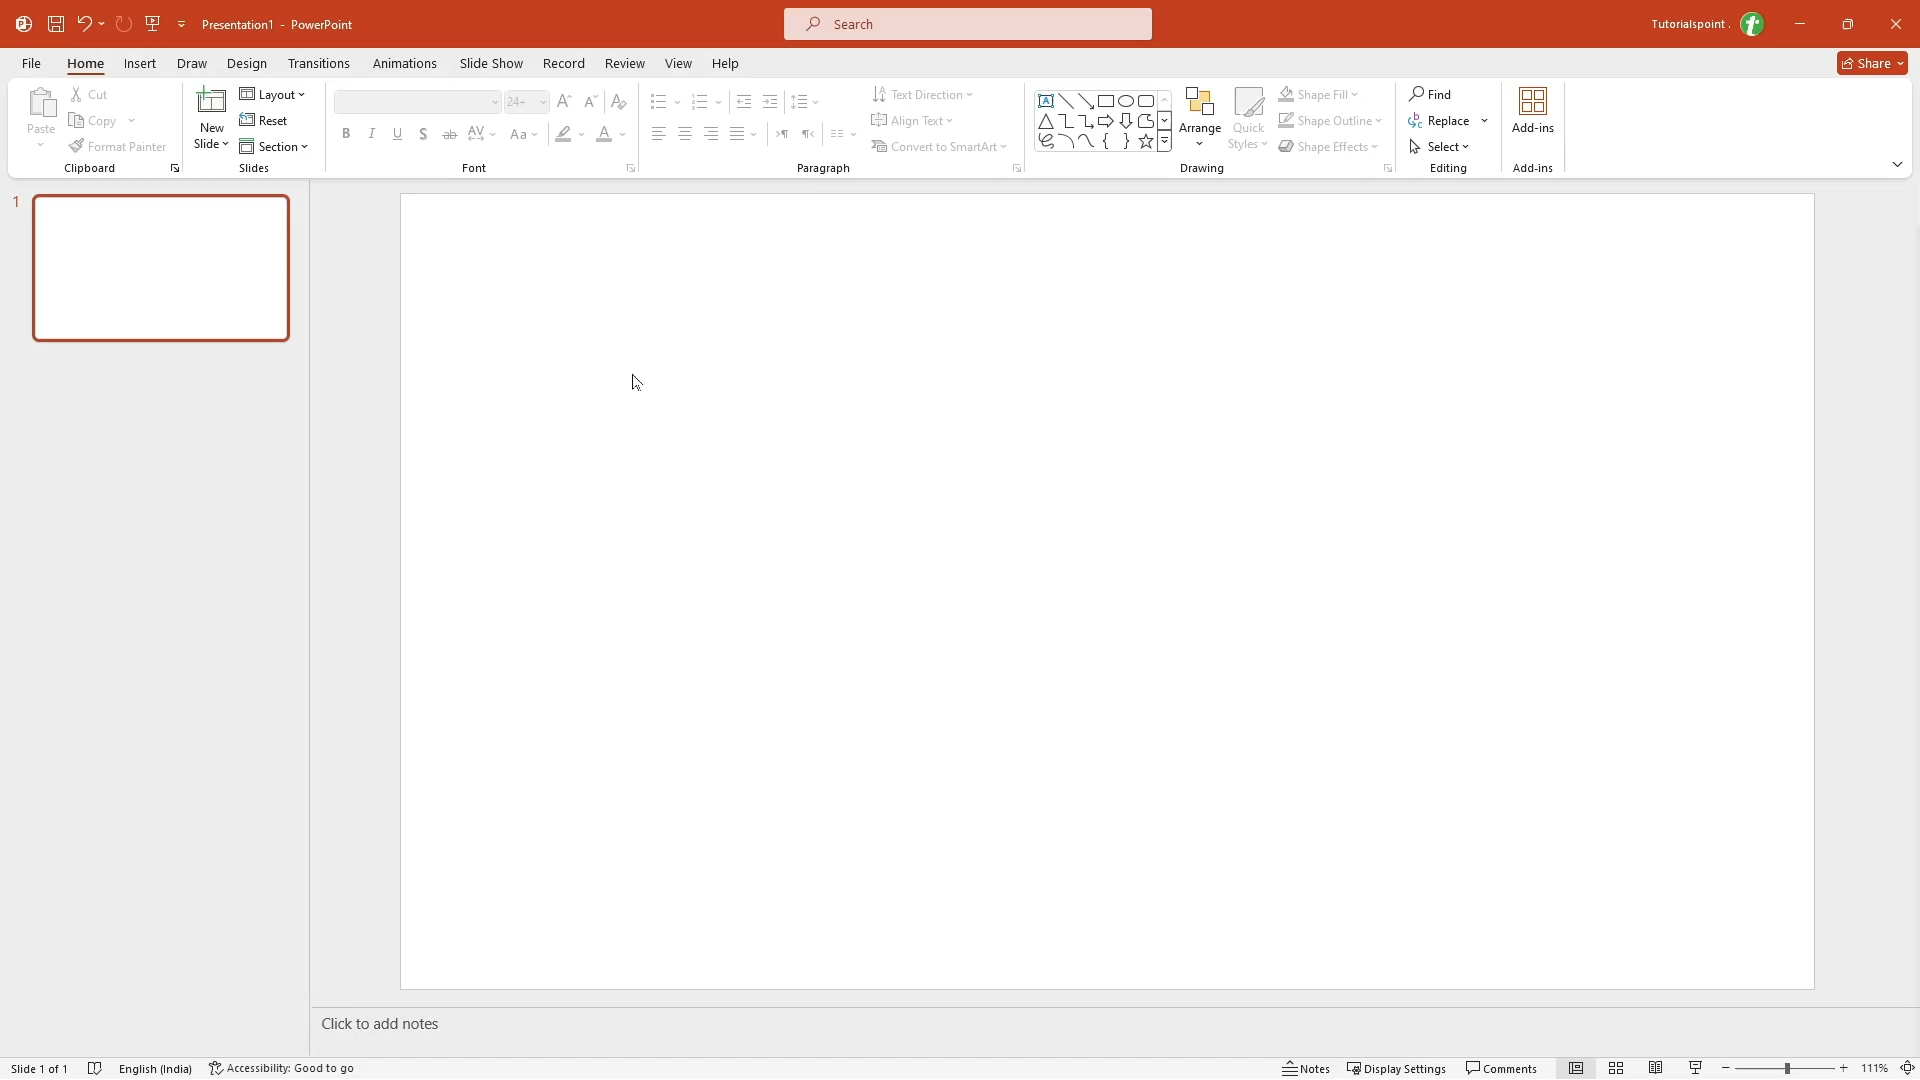 Presentation1 - PowerPoint
Search
Tutorialspoint .
File Home Insert Draw Design Transitions Animations Slide Show Record Review View Help
Share
Paste
Cut
Copy
Format Painter
Clipboard
New Slide
Layout
Reset
Section
Slides
24+
Font
Text Direction
Align Text
Convert to SmartArt
Paragraph
Arrange
Quick Styles
Shape Fill
Shape Outline
Shape Effects
Drawing
Find
Replace
Select
Editing
Add-ins
Add-ins
1
Click to add notes
Slide 1 of 1 English (India) Accessibility: Good to go Notes Display Settings Comments 111%